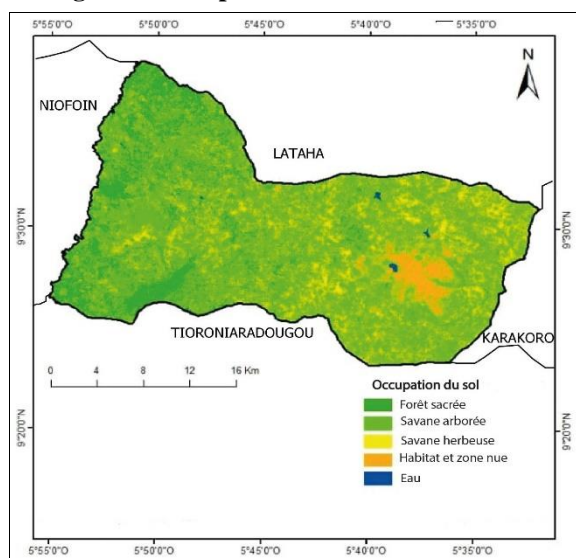 5°55'0"O 5°50'0"O 5°45'0"O 5°40'0"O 5°35'0"O
N
NIOFOIN
LATAHA
9°30'0"N 9°30'0"N
TIORONIARADOUGOU
KARAKORO
0 4 8 12 16 Km
Occupation du sol
Forêt sacrée
Savane arborée
Savane herbeuse
Habitat et zone nue
Eau
9°20'0"N 9°20'0"N
5°55'0"O 5°50'0"O 5°45'0"O 5°40'0"O 5°35'0"O